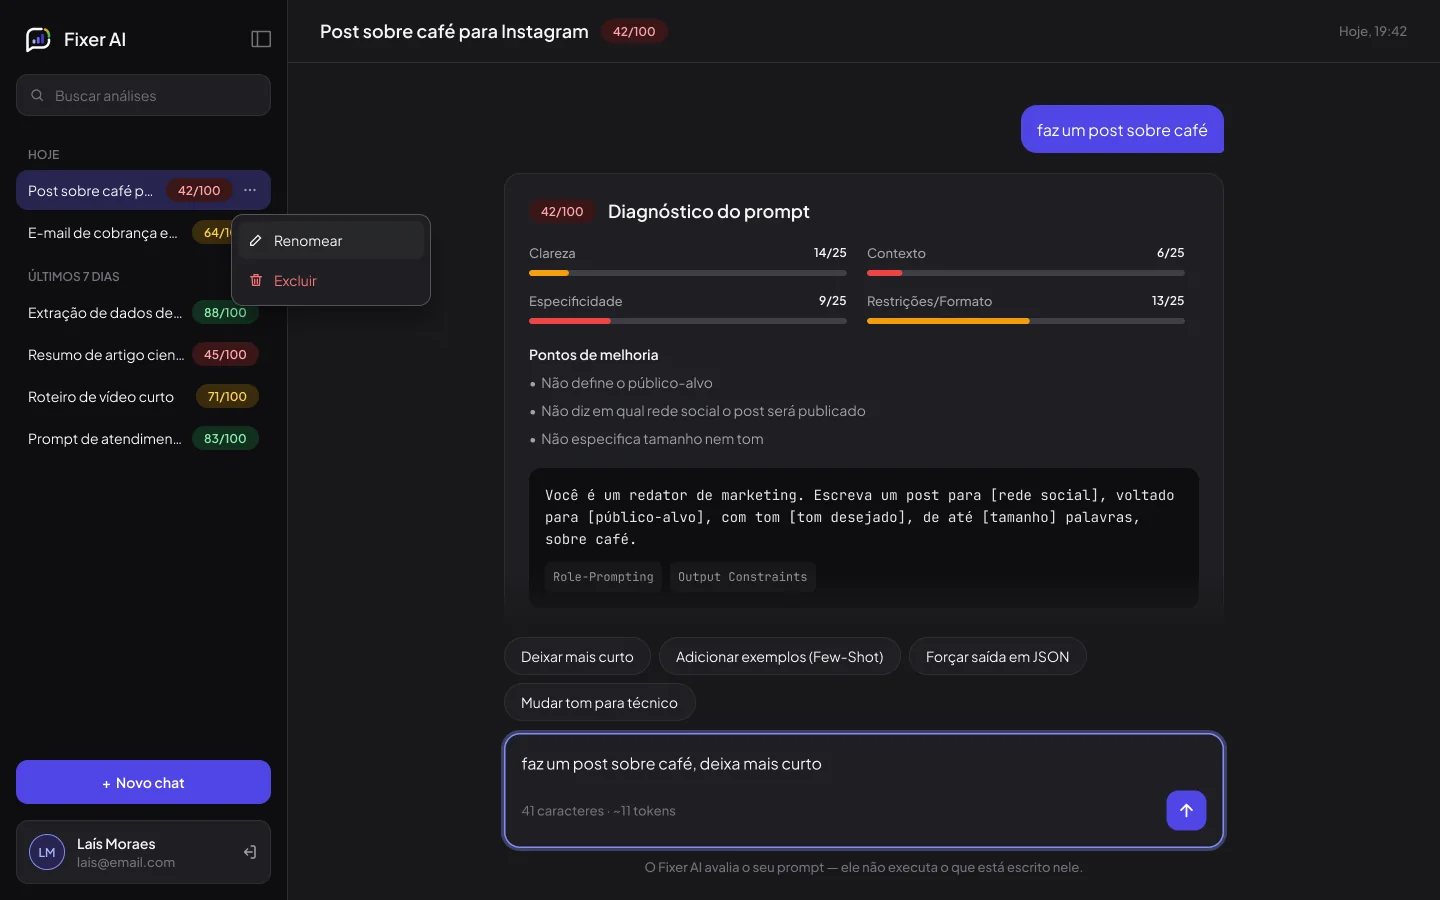 Fixer AI
Buscar análises
HOJE
Post sobre café p...
42/100
E-mail de cobrança e...
Renomear
Excluir
ÚLTIMOS 7 DIAS
Extração de dados de...
88/100
Resumo de artigo cien...
45/100
Roteiro de vídeo curto
71/100
Prompt de atendimen...
83/100
+ Novo chat
LM
Laís Moraes
lais@email.com
Post sobre café para Instagram
42/100
Hoje, 19:42
faz um post sobre café
42/100
Diagnóstico do prompt
Clareza 14/25
Contexto 6/25
Especificidade 9/25
Restrições/Formato 13/25
Pontos de melhoria
• Não define o público-alvo
• Não diz em qual rede social o post será publicado
• Não especifica tamanho nem tom
Você é um redator de marketing. Escreva um post para [rede social], voltado
para [público-alvo], com tom [tom desejado], de até [tamanho] palavras,
sobre café.
Role-Prompting
Output Constraints
Deixar mais curto
Adicionar exemplos (Few-Shot)
Forçar saída em JSON
Mudar tom para técnico
faz um post sobre café, deixa mais curto
41 caracteres · ~11 tokens
O Fixer AI avalia o seu prompt — ele não executa o que está escrito nele.